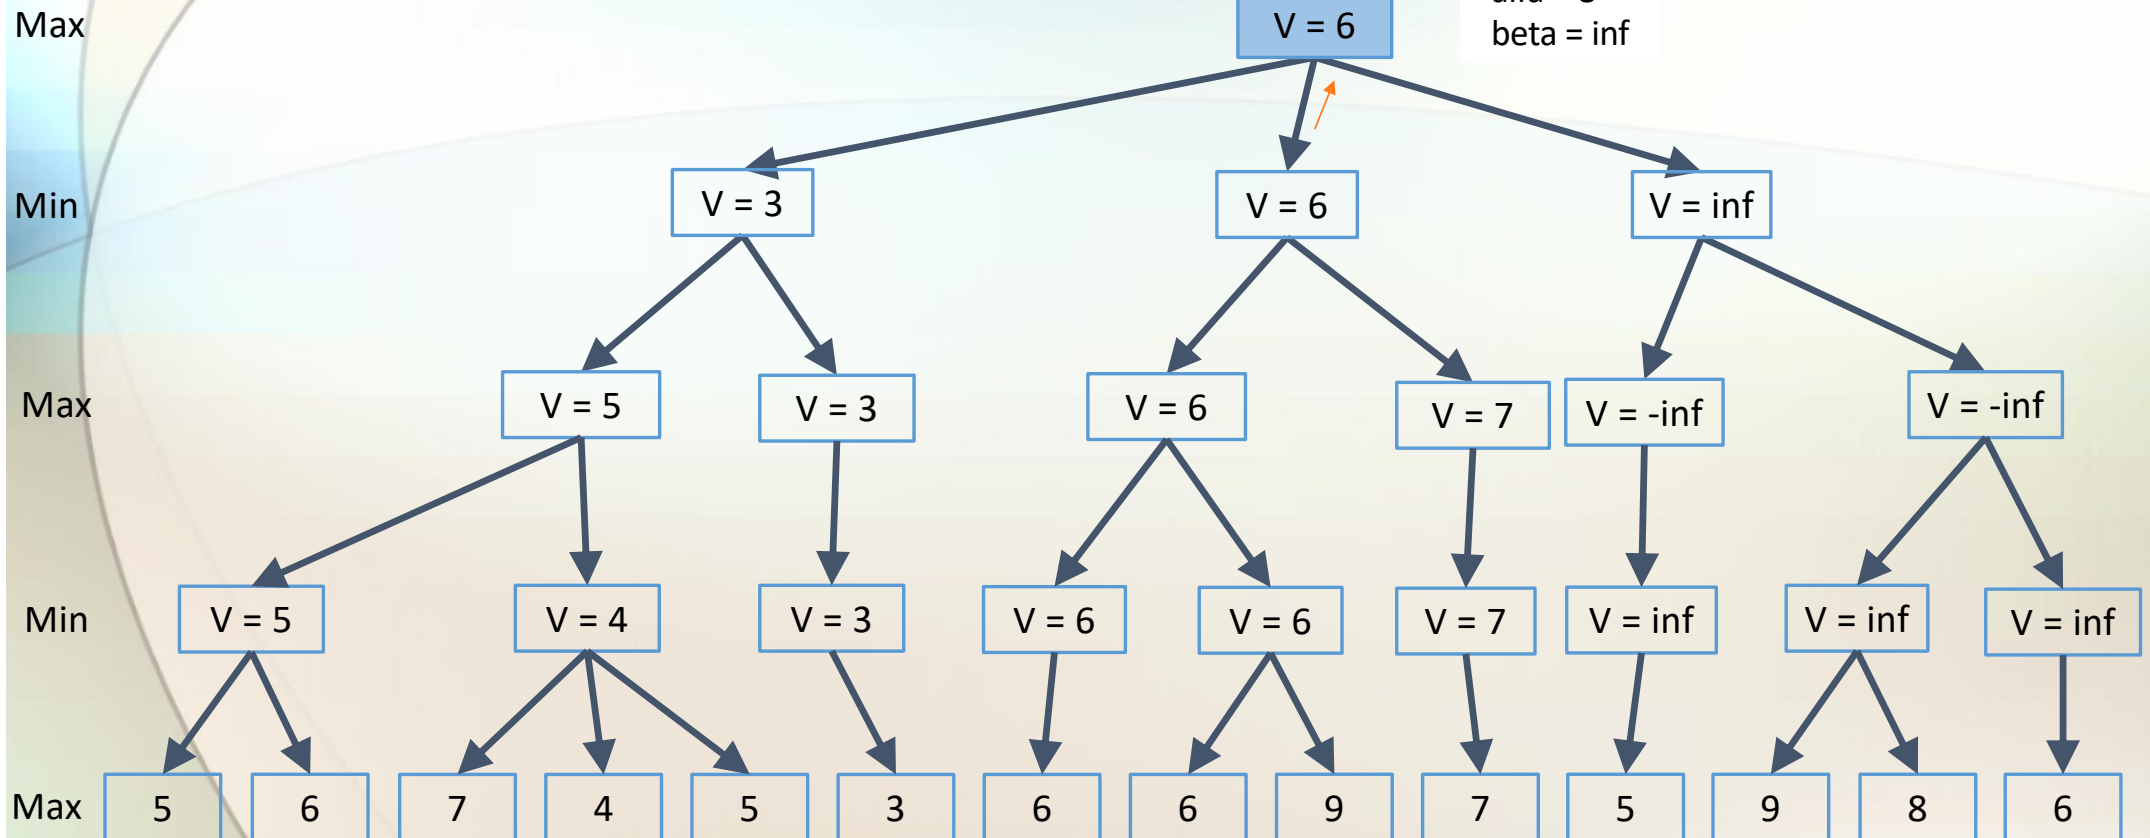 Max
V = 6
beta = inf
Min
V = 3
V = 6
V = inf
Max
V = 5
V = 3
V = 6
V = 7
V = -inf
V = -inf
Min
V = 5
V = 4
V = 3
V = 6
V = 6
V = 7
V = inf
V = inf
V = inf
Max
5
6
7
4
5
3
6
6
9
7
5
9
8
6